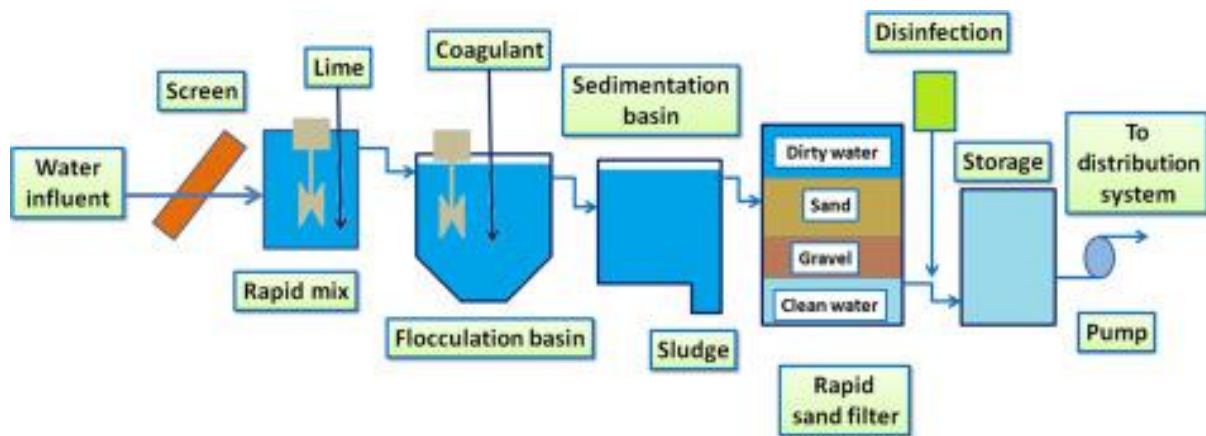 Water
influent
Screen
Lime
Rapid mix
Coagulant
Flocculation basin
Sedimentation
basin
Sludge
Dirty water
Sand
Gravel
Clean water
Rapid
sand filter
Disinfection
Storage
Pump
To
distribution
system